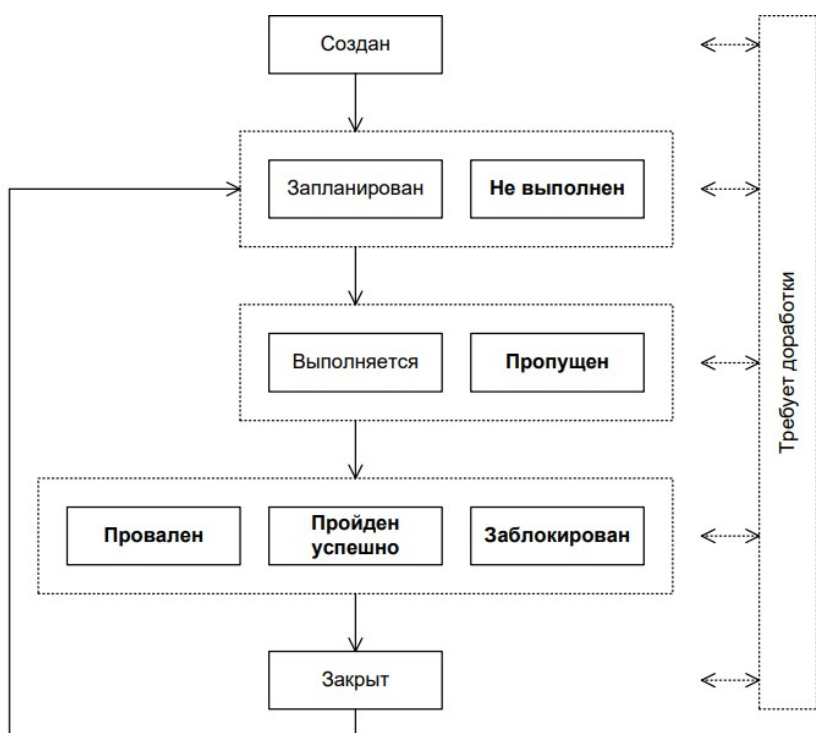 Создан
Запланирован
Не выполнен
Выполняется
Пропущен
Провален
Пройден
успешно
Заблокирован
Закрыт
Требует доработки